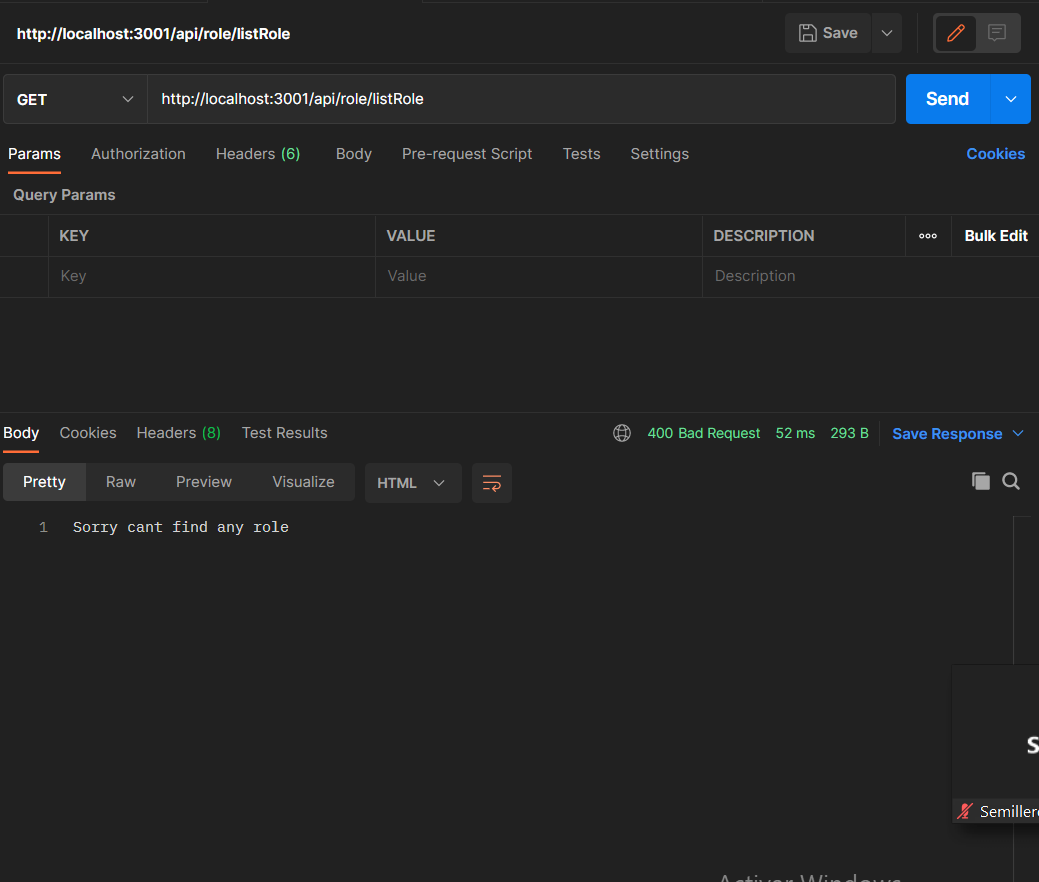 http://localhost:3001/api/role/listRole
Save
GET
http://localhost:3001/api/role/listRole
Send
Params Authorization Headers (6) Body Pre-request Script Tests Settings Cookies
Query Params
KEY VALUE DESCRIPTION Bulk Edit
Key Value Description
Body Cookies Headers (8) Test Results 400 Bad Request 52 ms 293 B Save Response
Pretty Raw Preview Visualize HTML
1 Sorry cant find any role
S
Semiller
Activar Windows